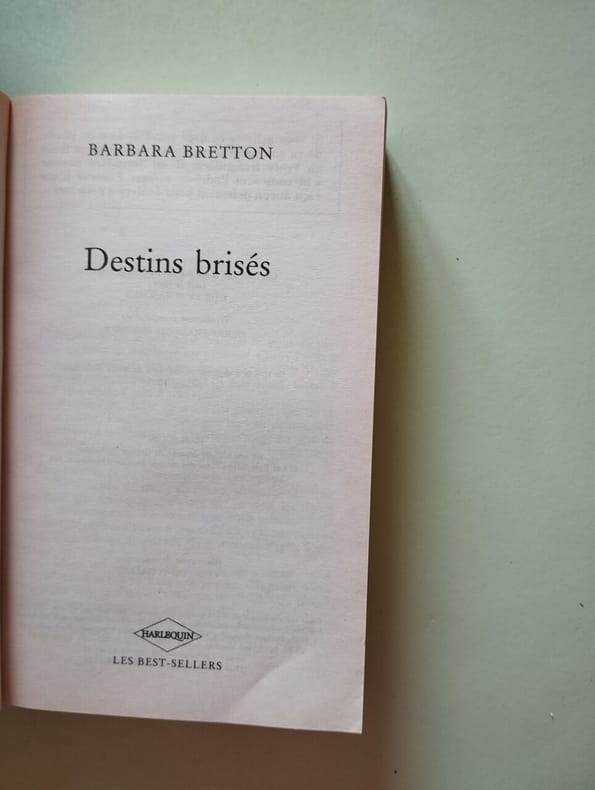 BARBARA BRETTON
Destins brisés
HARLEQUIN
LES BEST-SELLERS